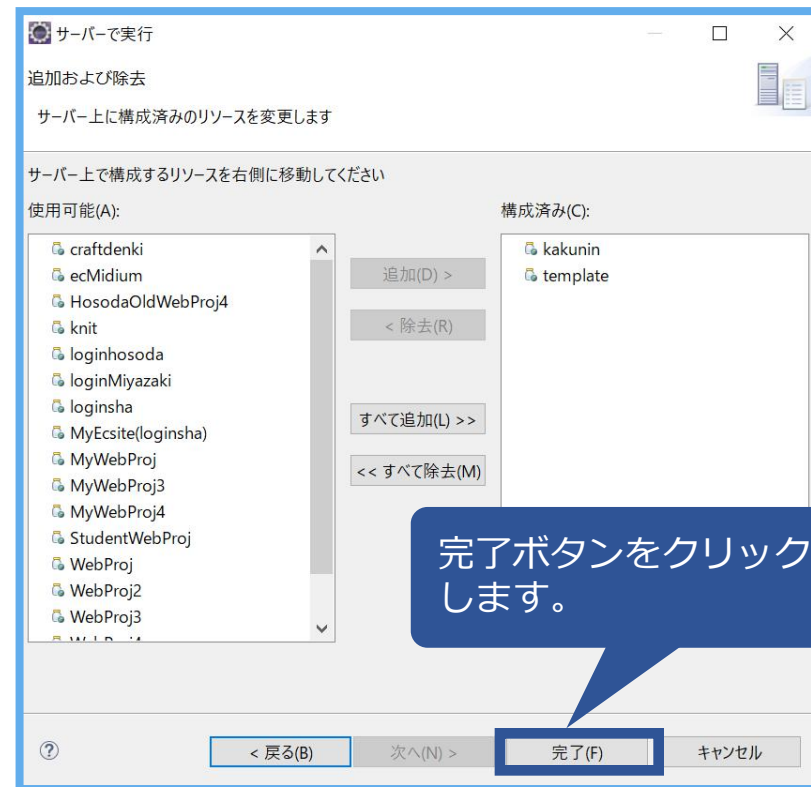 サーバーで実行
追加および除去
サーバー上に構成済みのリソースを変更します
サーバー上で構成するリソースを右側に移動してください
使用可能(A):
craftdenki
ecMidium
HosodaOldWebProj4
knit
loginhosoda
loginMiyazaki
loginsha
MyEcsite(loginsha)
MyWebProj
MyWebProj3
MyWebProj4
StudentWebProj
WebProj
WebProj2
WebProj3
追加(D) >
< 除去(R)
すべて追加(L) >>
<< すべて除去(M)
構成済み(C):
kakunin
template
完了ボタンをクリック
します。
< 戻る(B)
次へ(N) >
完了(F)
キャンセル